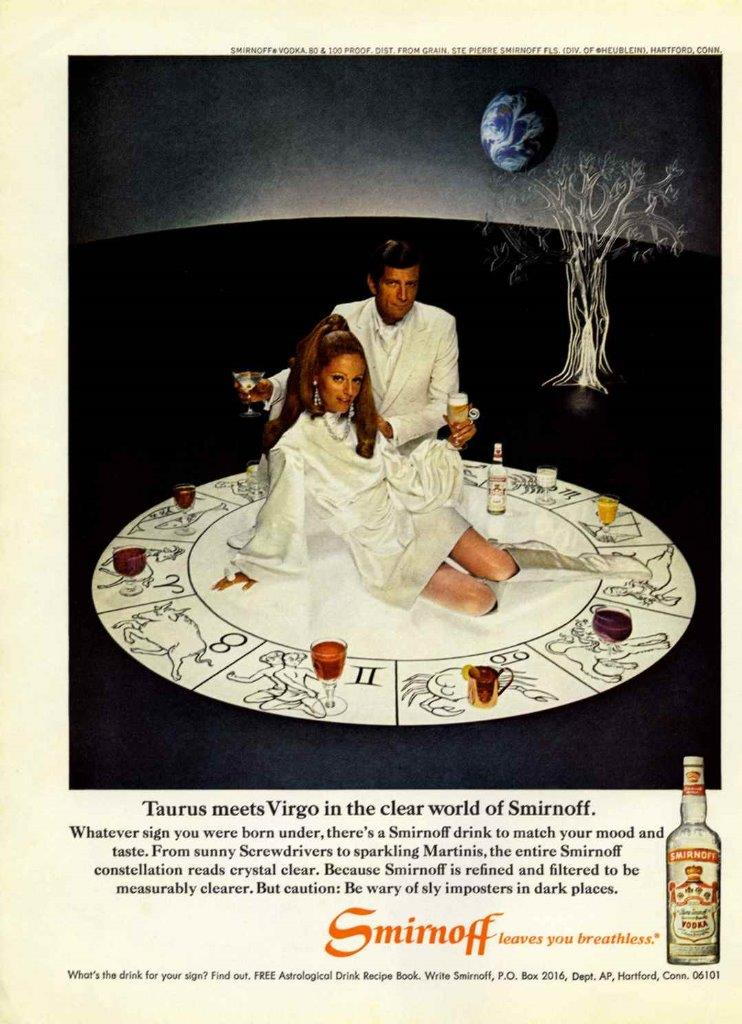 SMIRNOFF® VODKA. 80 & 100 PROOF. DIST. FROM GRAIN. STE PIERRE SMIRNOFF FLS. (DIV. OF ®HEUBLEIN), HARTFORD, CONN.
Taurus meets Virgo in the clear world of Smirnoff.
Whatever sign you were born under, there's a Smirnoff drink to match your mood and
taste. From sunny Screwdrivers to sparkling Martinis, the entire Smirnoff
constellation reads crystal clear. Because Smirnoff is refined and filtered to be
measurably clearer. But caution: Be wary of sly imposters in dark places.
SMIRNOFF
VODKA
Smirnoff leaves you breathless.®
What's the drink for your sign? Find out. FREE Astrological Drink Recipe Book. Write Smirnoff, P.O. Box 2016, Dept. AP, Hartford, Conn. 06101